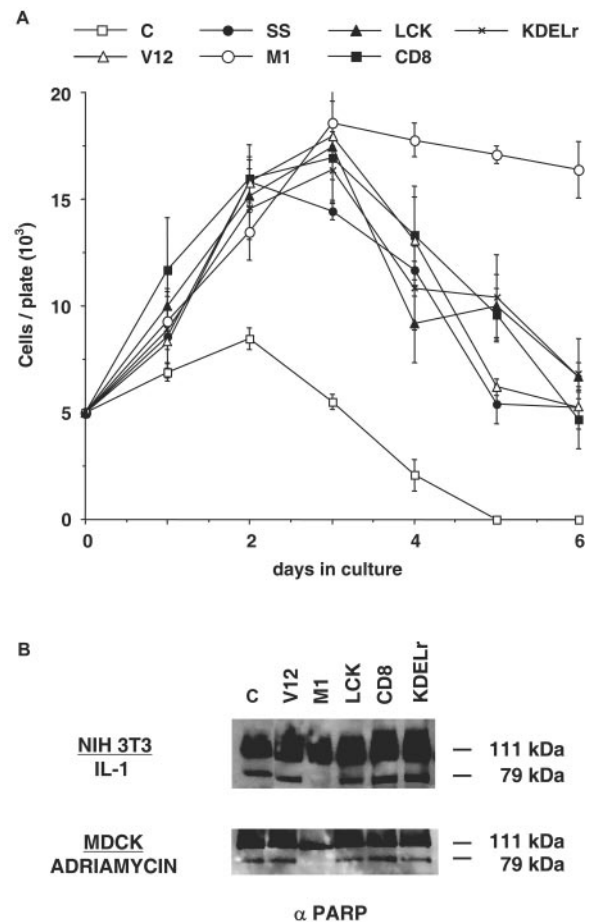 A
C SS LCK KDELr
V12 M1 CD8
Cells / plate (10³)
20
15
10
5
0
0 2 4 6
days in culture
B
C V12 M1 LCK CD8 KDELr
NIH 3T3
IL-1
111 kDa
79 kDa
MDCK
ADRIAMYCIN
111 kDa
79 kDa
α PARP